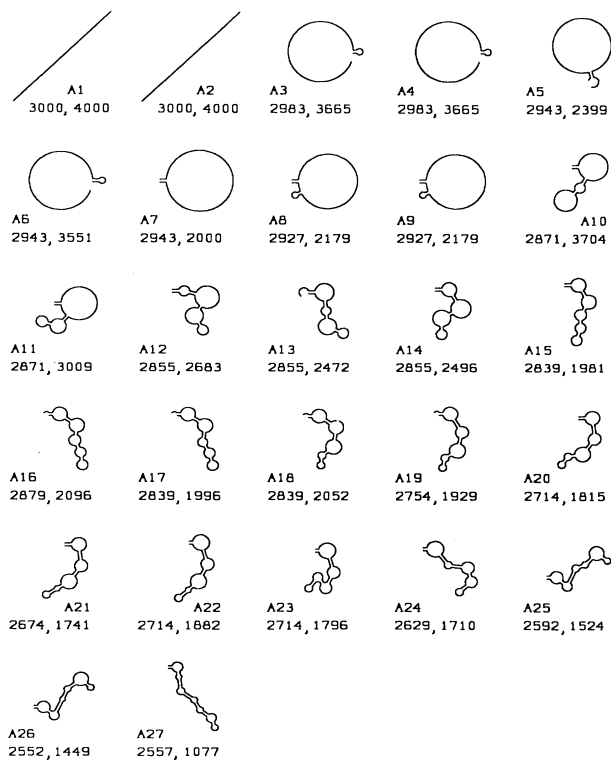 A1 A2 A3 A4 A5
3000, 4000 3000, 4000 2983, 3665 2983, 3665 2943, 2399
A6 A7 A8 A9 A10
2943, 3551 2943, 2000 2927, 2179 2927, 2179 2871, 3704
A11 A12 A13 A14 A15
2871, 3009 2855, 2683 2855, 2472 2855, 2496 2839, 1981
A16 A17 A18 A19 A20
2879, 2096 2839, 1996 2839, 2052 2754, 1929 2714, 1815
A21 A22 A23 A24 A25
2674, 1741 2714, 1882 2714, 1796 2629, 1710 2592, 1524
A26 A27
2552, 1449 2557, 1077